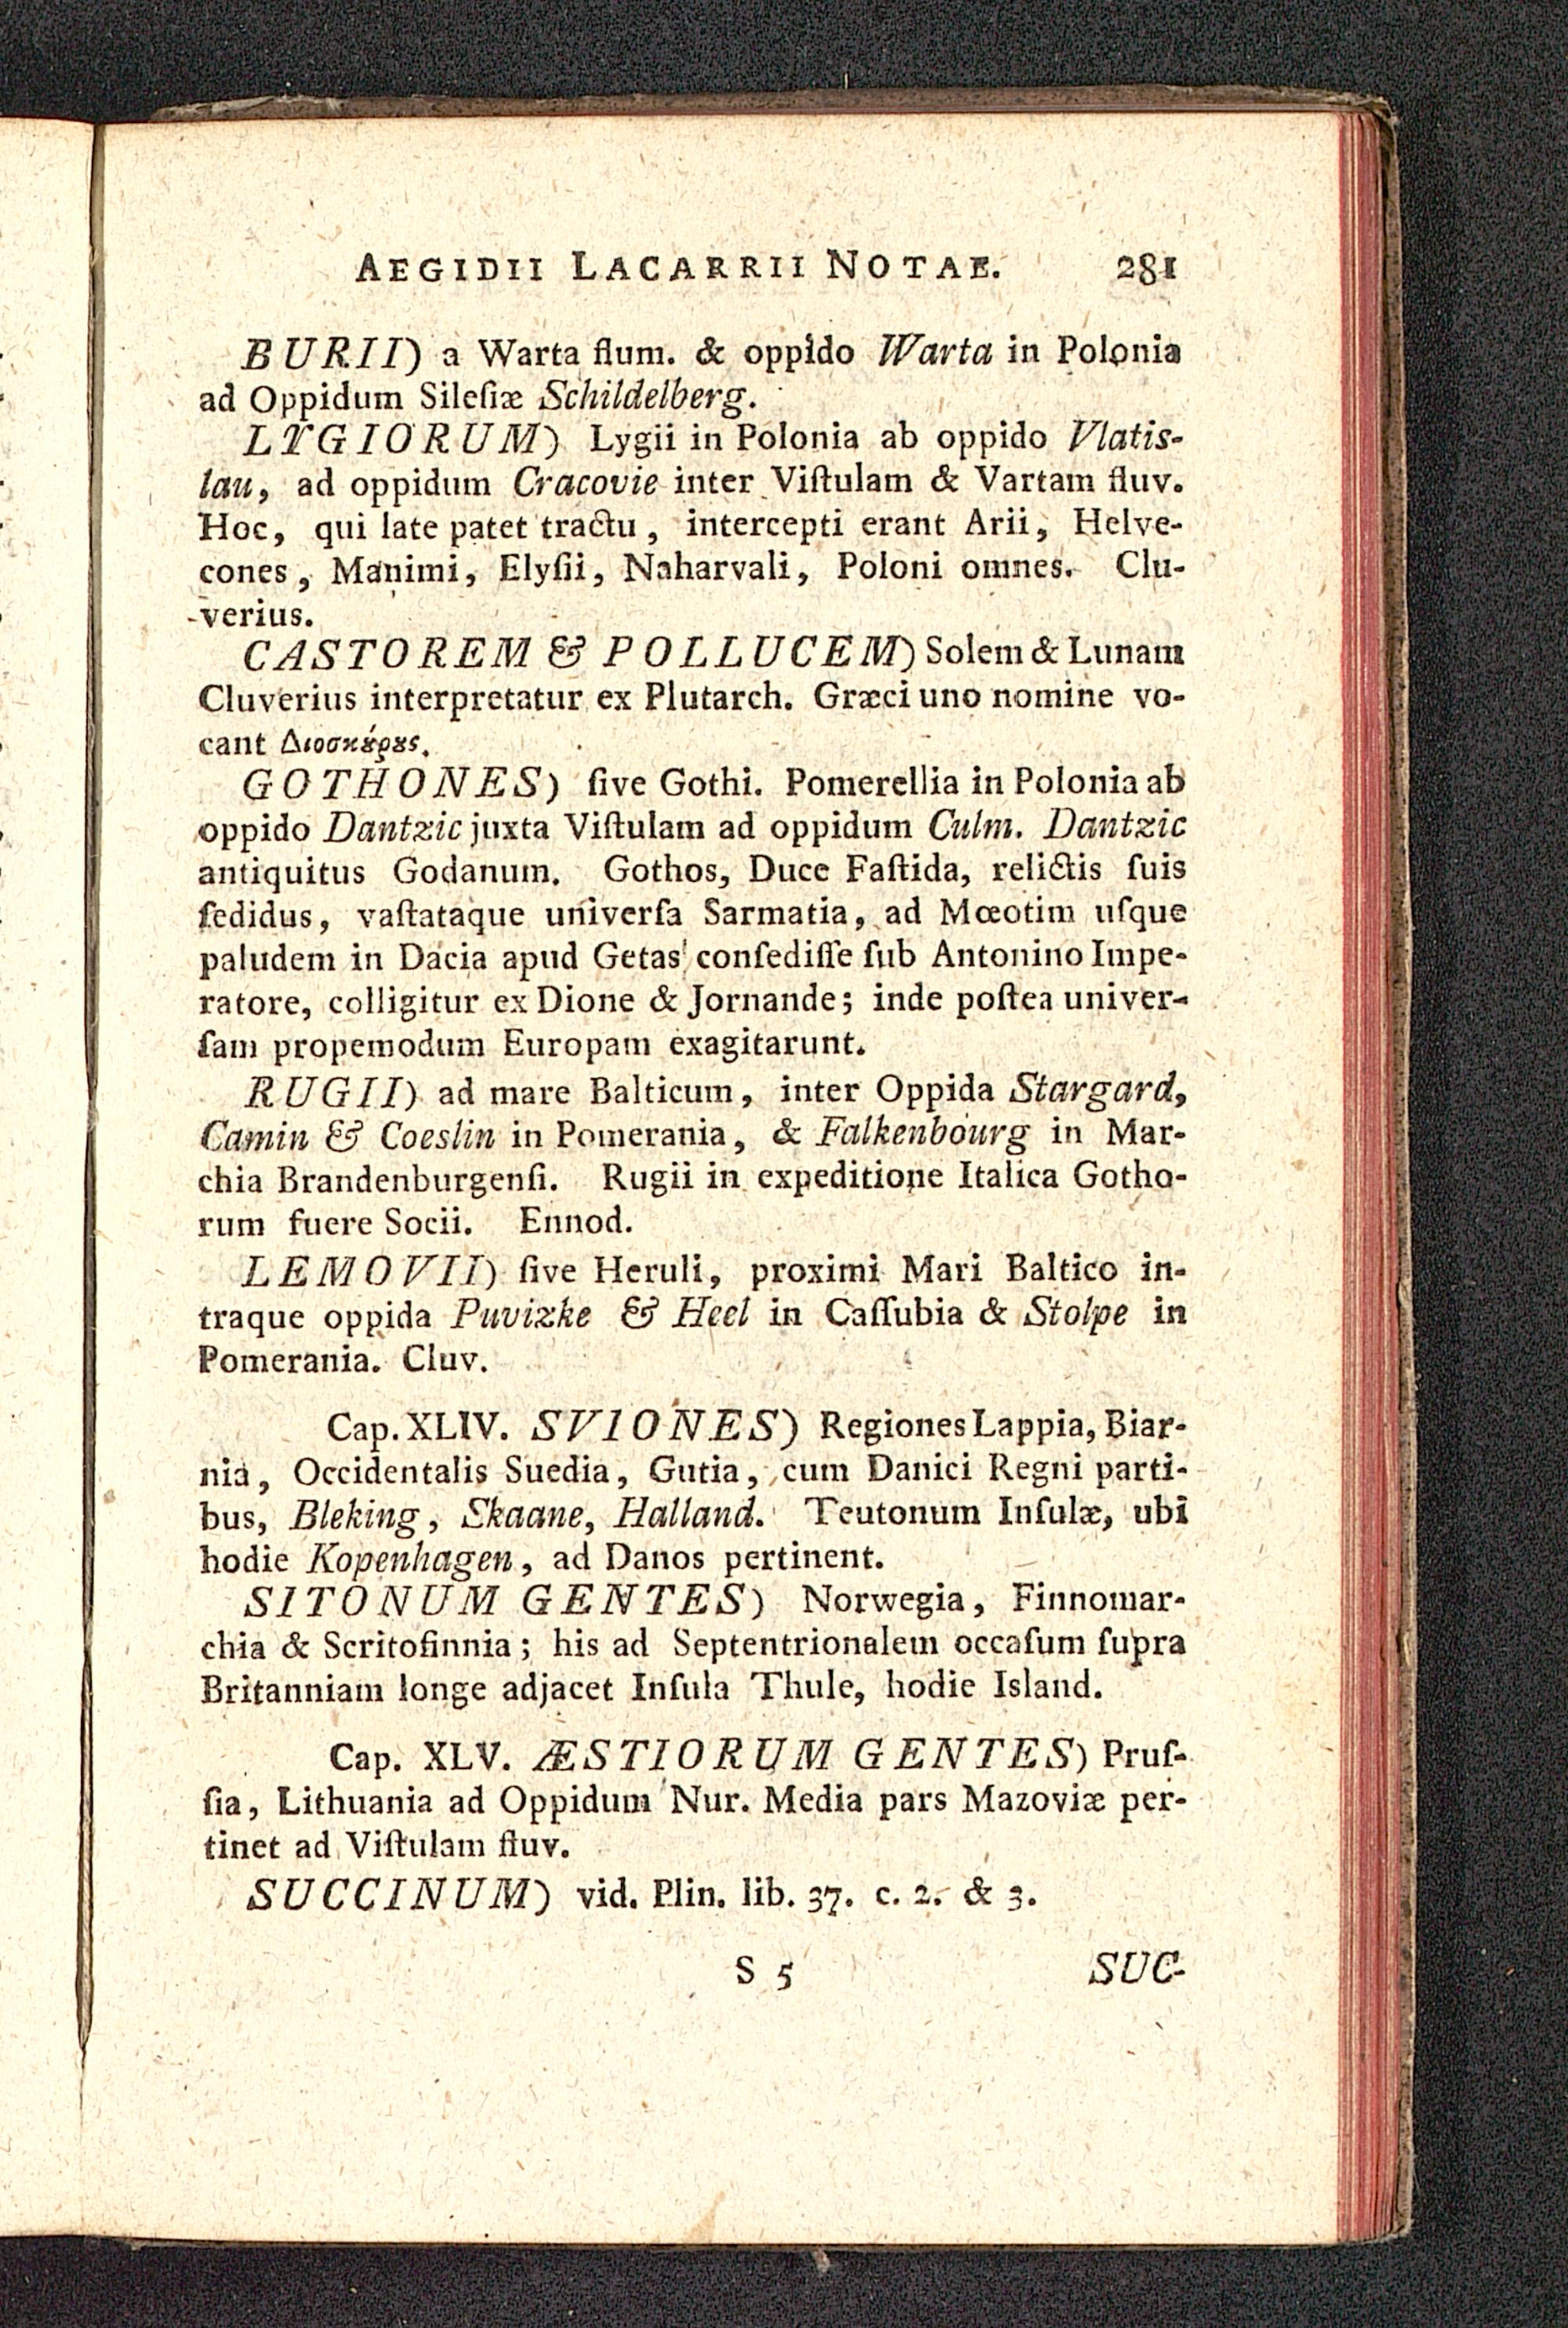 AEGIDII LACARRII NOTAE. 281
BURII) a Warta flum. & oppido Warta in Polonia
ad Oppidum Sileſiæ Schildelberg.
LYGIORUM) Lygii in Polonia ab oppido Vlatis-
lau, ad oppidum Cracovie inter Viſtulam & Vartam fluv.
Hoc, qui late patet tractu, intercepti erant Arii, Helve-
cones, Manimi, Elyſii, Naharvali, Poloni omnes. Clu-
verius.
CASTOREM & POLLUCEM) Solem & Lunam
Cluverius interpretatur ex Plutarch. Græci uno nomine vo-
cant Διοσκȣ́ρȣς.
GOTHONES) ſive Gothi. Pomerellia in Polonia ab
oppido Dantzic juxta Viſtulam ad oppidum Culm. Dantzic
antiquitus Godanum. Gothos, Duce Faſtida, relictis ſuis
ſedidus, vaſtataque univerſa Sarmatia, ad Mœotim uſque
paludem in Dacia apud Getas conſediſſe ſub Antonino Impe-
ratore, colligitur ex Dione & Jornande; inde poſtea univer-
ſam propemodum Europam exagitarunt.
RUGII) ad mare Balticum, inter Oppida Stargard,
Camin & Coeslin in Pomerania, & Falkenbourg in Mar-
chia Brandenburgenſi. Rugii in expeditione Italica Gotho-
rum fuere Socii. Ennod.
LEMOVII) ſive Heruli, proximi Mari Baltico in-
traque oppida Puvizke & Heel in Caſſubia & Stolpe in
Pomerania. Cluv.
Cap. XLIV. SVIONES) Regiones Lappia, Biar-
nia, Occidentalis Suedia, Gutia, cum Danici Regni parti-
bus, Bleking, Skaane, Halland. Teutonum Inſulæ, ubi
hodie Kopenhagen, ad Danos pertinent.
SITONUM GENTES) Norwegia, Finnomar-
chia & Scritofinnia; his ad Septentrionalem occaſum ſupra
Britanniam longe adjacet Inſula Thule, hodie Island.
Cap. XLV. ÆSTIORUM GENTES) Pruſ-
ſia, Lithuania ad Oppidum Nur. Media pars Mazoviæ per-
tinet ad Viſtulam fluv.
SUCCINUM) vid. Plin. lib. 37. c. 2. & 3.
S 5 SUC-